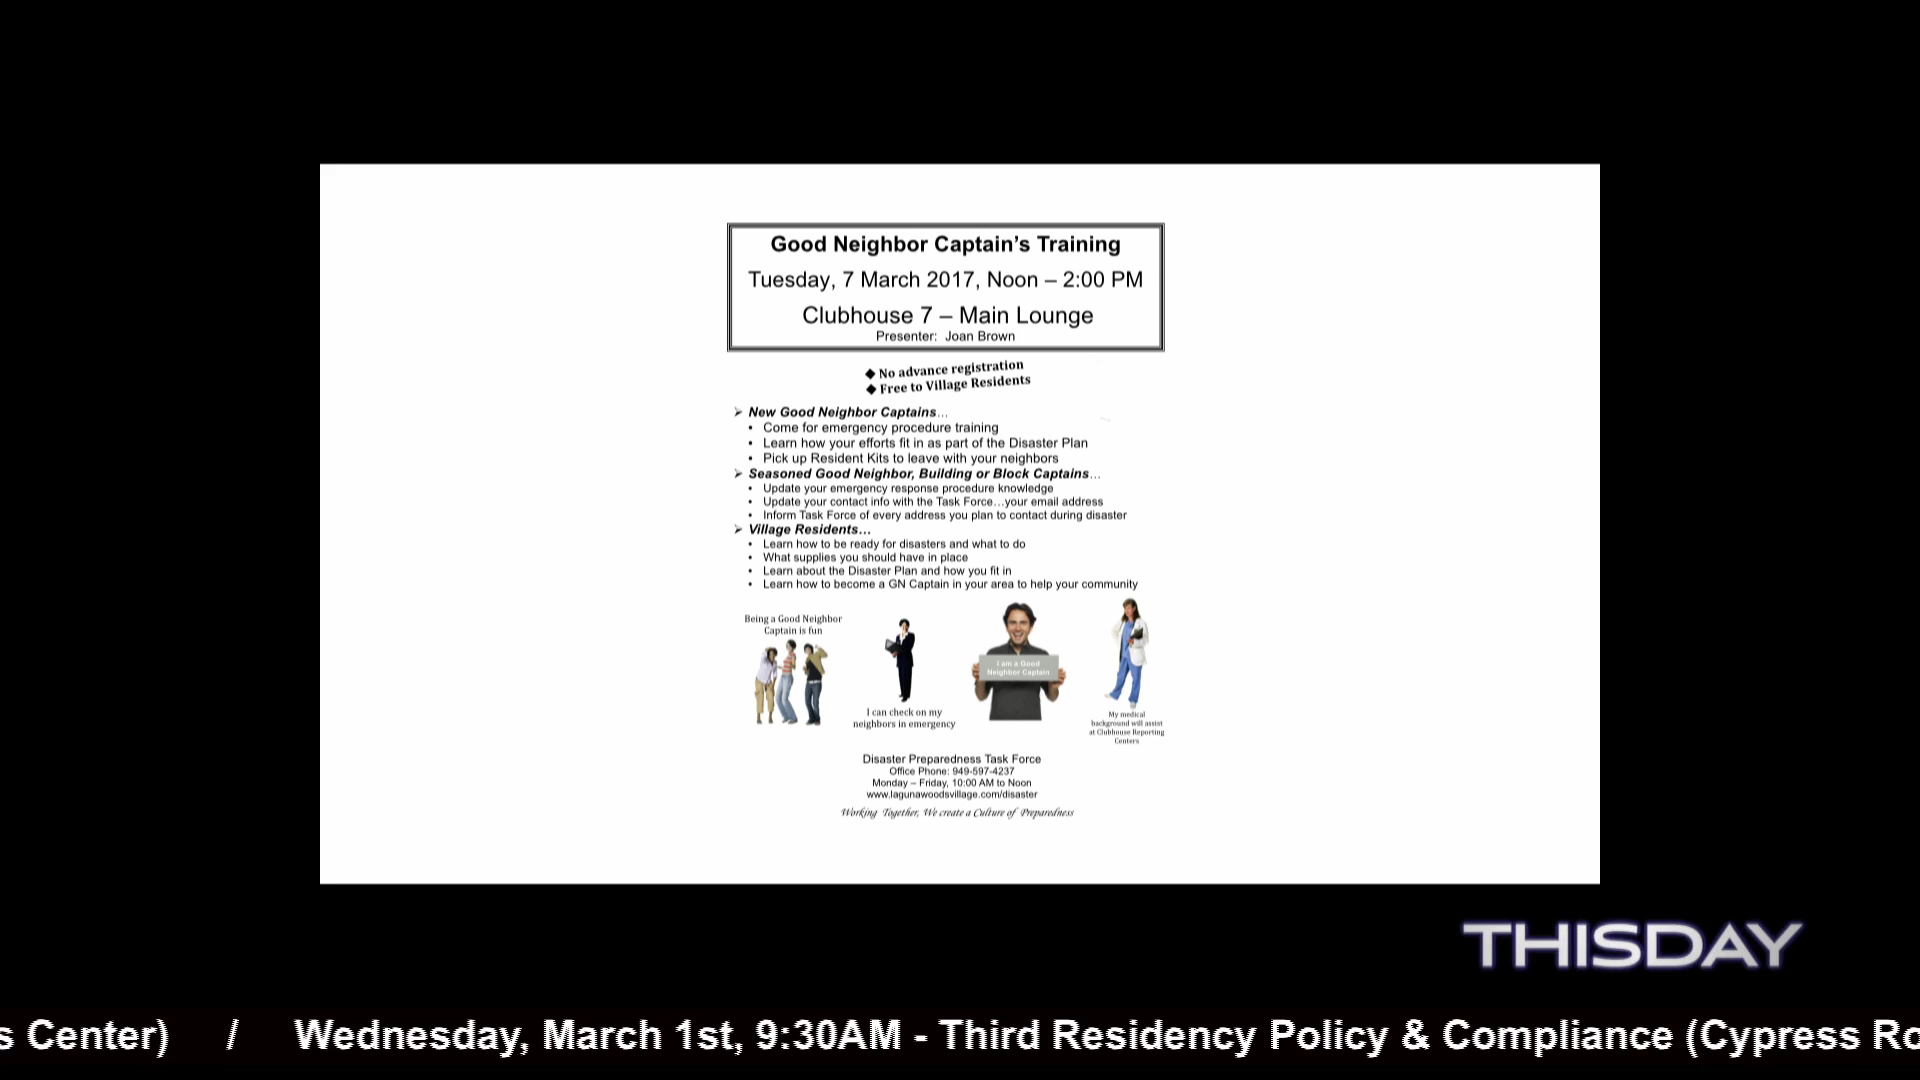 Good Neighbor Captain’s Training
Tuesday, 7 March 2017, Noon – 2:00 PM
Clubhouse 7 – Main Lounge
Presenter: Joan Brown
◆ No advance registration
◆ Free to Village Residents
➢ New Good Neighbor Captains…
• Come for emergency procedure training
• Learn how your efforts fit in as part of the Disaster Plan
• Pick up Resident Kits to leave with your neighbors
➢ Seasoned Good Neighbor, Building or Block Captains…
• Update your emergency response procedure knowledge
• Update your contact info with the Task Force…your email address
• Inform Task Force of every address you plan to contact during disaster
➢ Village Residents…
• Learn how to be ready for disasters and what to do
• What supplies you should have in place
• Learn about the Disaster Plan and how you fit in
• Learn how to become a GN Captain in your area to help your community
Being a Good Neighbor
Captain is fun
I can check on my
neighbors in emergency
I am a Good
Neighbor Captain
My medical
background will assist
at Clubhouse Reporting
Centers
Disaster Preparedness Task Force
Office Phone: 949-597-4237
Monday – Friday, 10:00 AM to Noon
www.lagunawoodsvillage.com/disaster
Working Together, We create a Culture of Preparedness
THISDAY
s Center) / Wednesday, March 1st, 9:30AM - Third Residency Policy & Compliance (Cypress Ro